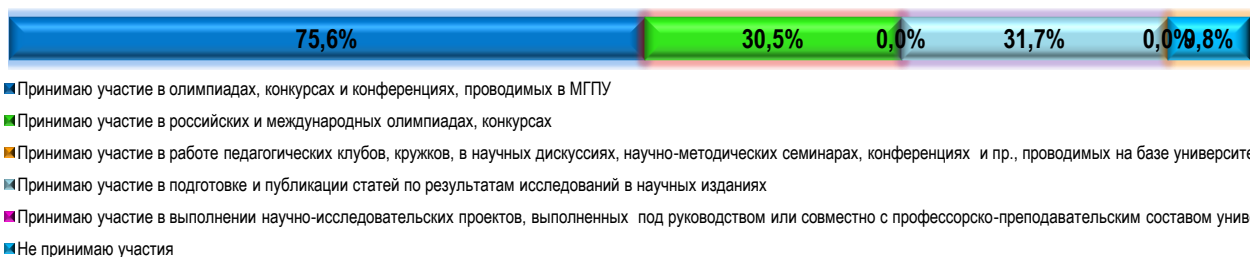 75,6% 30,5% 0,0% 31,7% 0,0% 9,8%
Принимаю участие в олимпиадах, конкурсах и конференциях, проводимых в МГПУ
Принимаю участие в российских и международных олимпиадах, конкурсах
Принимаю участие в работе педагогических клубов, кружков, в научных дискуссиях, научно-методических семинарах, конференциях и пр., проводимых на базе
Принимаю участие в подготовке и публикации статей по результатам исследований в научных изданиях
Принимаю участие в выполнении научно-исследовательских проектов, выполненных под руководством или совместно с профессорско-преподавательским составом
Не принимаю участия